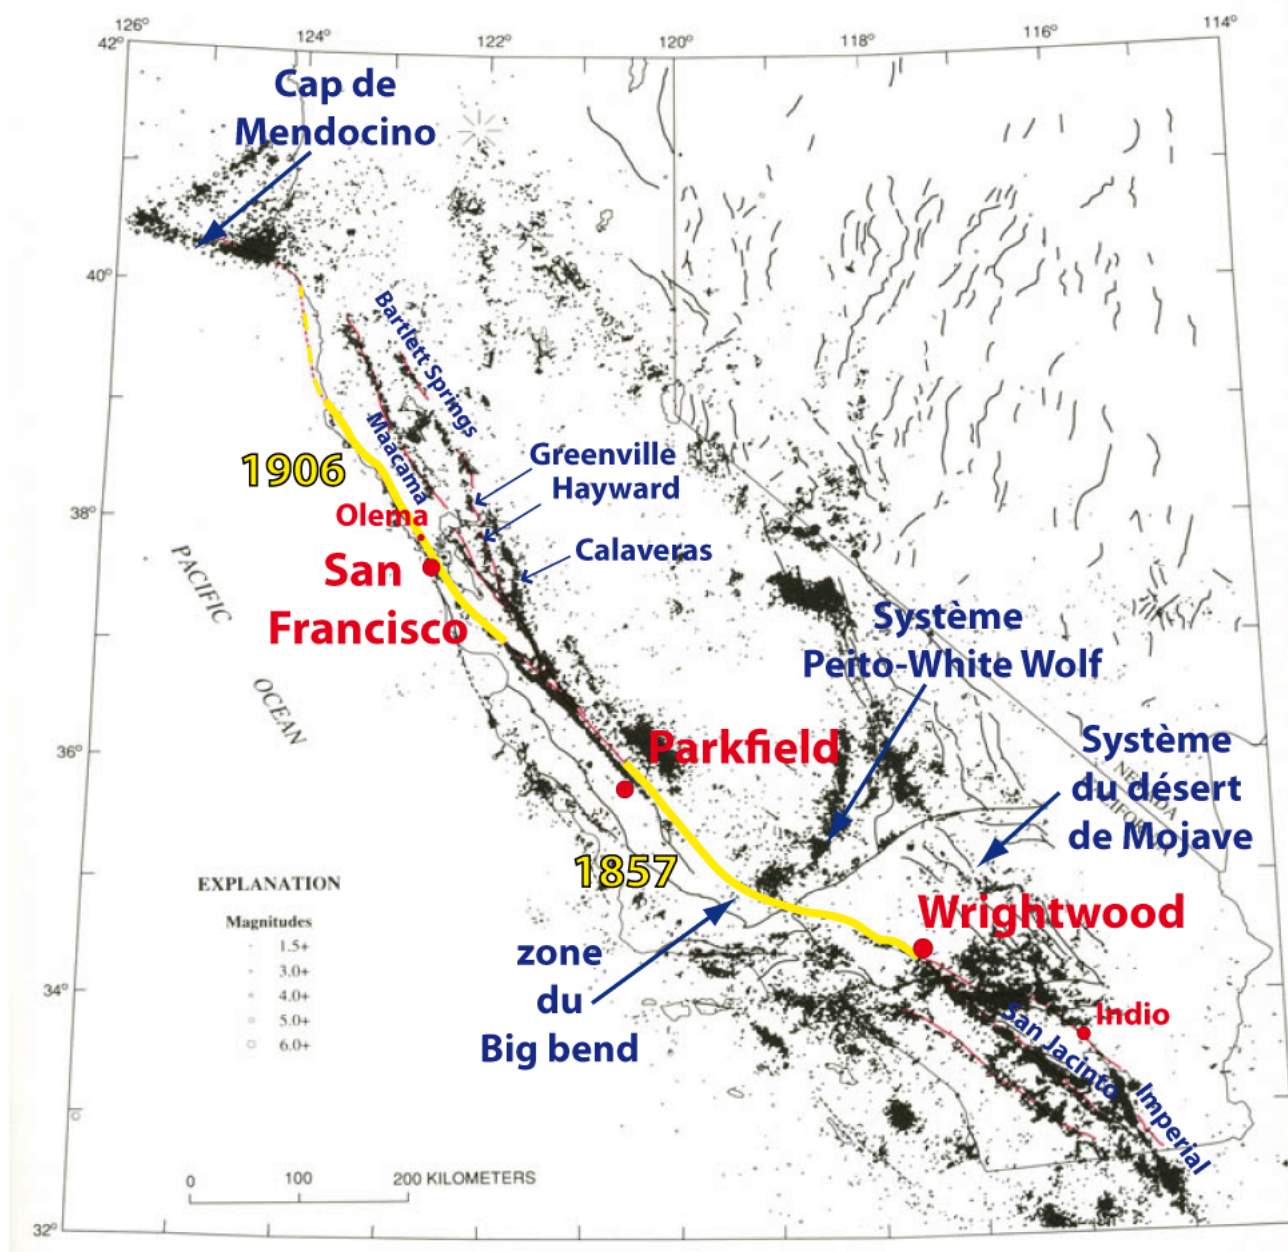 126°
124°
122°
120°
118°
116°
114°
42°
Cap de
Mendocino
40°
Bartlett Springs
Maacama
1906
Greenville
Hayward
38°
Olema
Calaveras
San
Francisco
PACIFIC
OCEAN
Système
Peito-White Wolf
36°
Parkfield
Système
du désert
de Mojave
NEVADA
CALIFORNIA
1857
EXPLANATION
Magnitudes
1.5+
3.0+
4.0+
5.0+
6.0+
Wrightwood
zone
du
Big bend
34°
Indio
San Jacinto
Imperial
0 100 200 KILOMETERS
32°